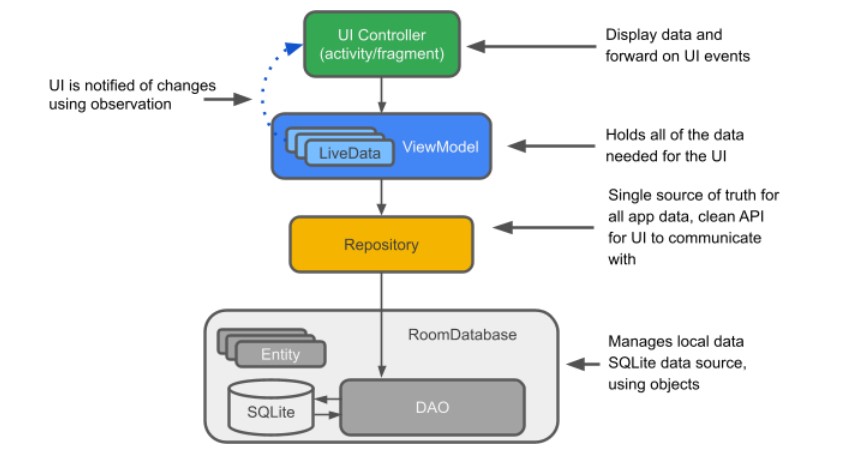 UI Controller
(activity/fragment)
Display data and
forward on UI events
UI is notified of changes
using observation
LiveData
ViewModel
Holds all of the data
needed for the UI
Single source of truth for
all app data, clean API
for UI to communicate
with
Repository
RoomDatabase
Entity
SQLite
DAO
Manages local data
SQLite data source,
using objects